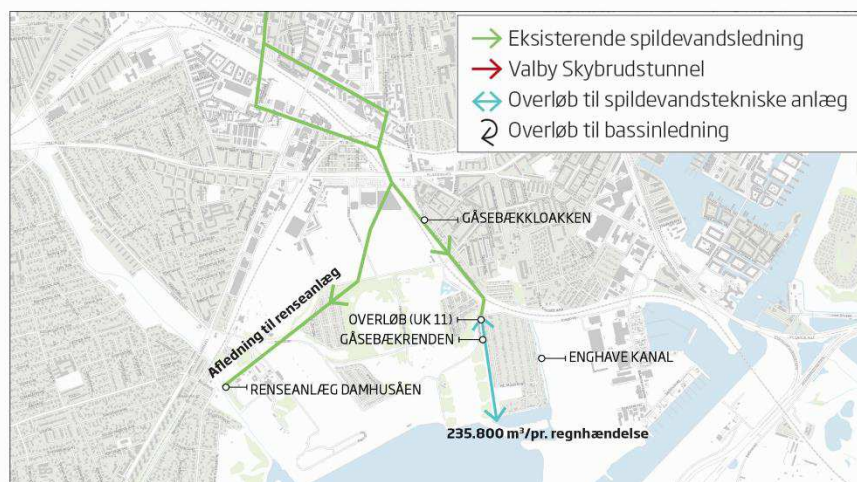 Eksisterende spildevandsledning
Valby Skybrudstunnel
Overløb til spildevandstekniske anlæg
Overløb til bassinledning
GÅSEBÆKKLOAKKEN
Afledning til renseanlæg
OVERLØB (UK 11)
GÅSEBÆKRENDEN
ENGHAVE KANAL
RENSEANLÆG DAMHUSÅEN
235.800 m³/pr. regnhændelse